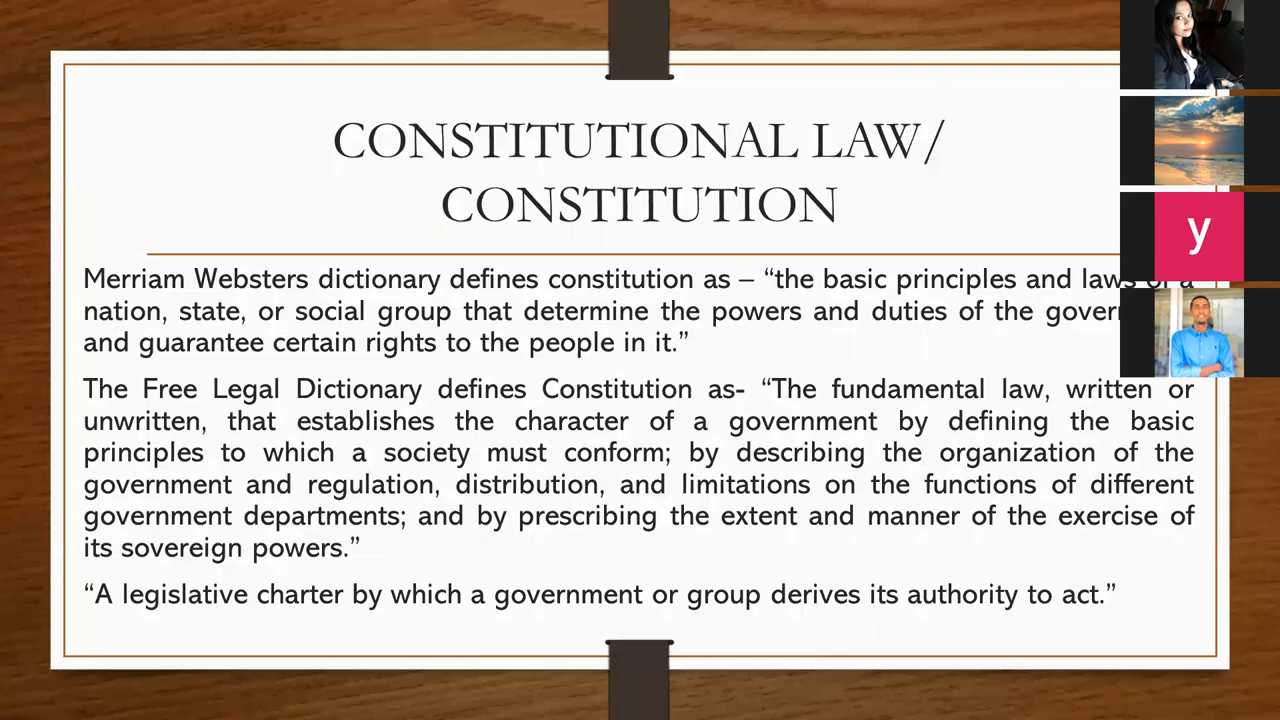 CONSTITUTIONAL LAW/
CONSTITUTION
Merriam Websters dictionary defines constitution as – “the basic principles and laws of a
nation, state, or social group that determine the powers and duties of the
and guarantee certain rights to the people in it.”
The Free Legal Dictionary defines Constitution as- “The fundamental law, written or
unwritten, that establishes the character of a government by defining the basic
principles to which a society must conform; by describing the organization of the
government and regulation, distribution, and limitations on the functions of different
government departments; and by prescribing the extent and manner of the exercise of
its sovereign powers.”
“A legislative charter by which a government or group derives its authority to act.”
y